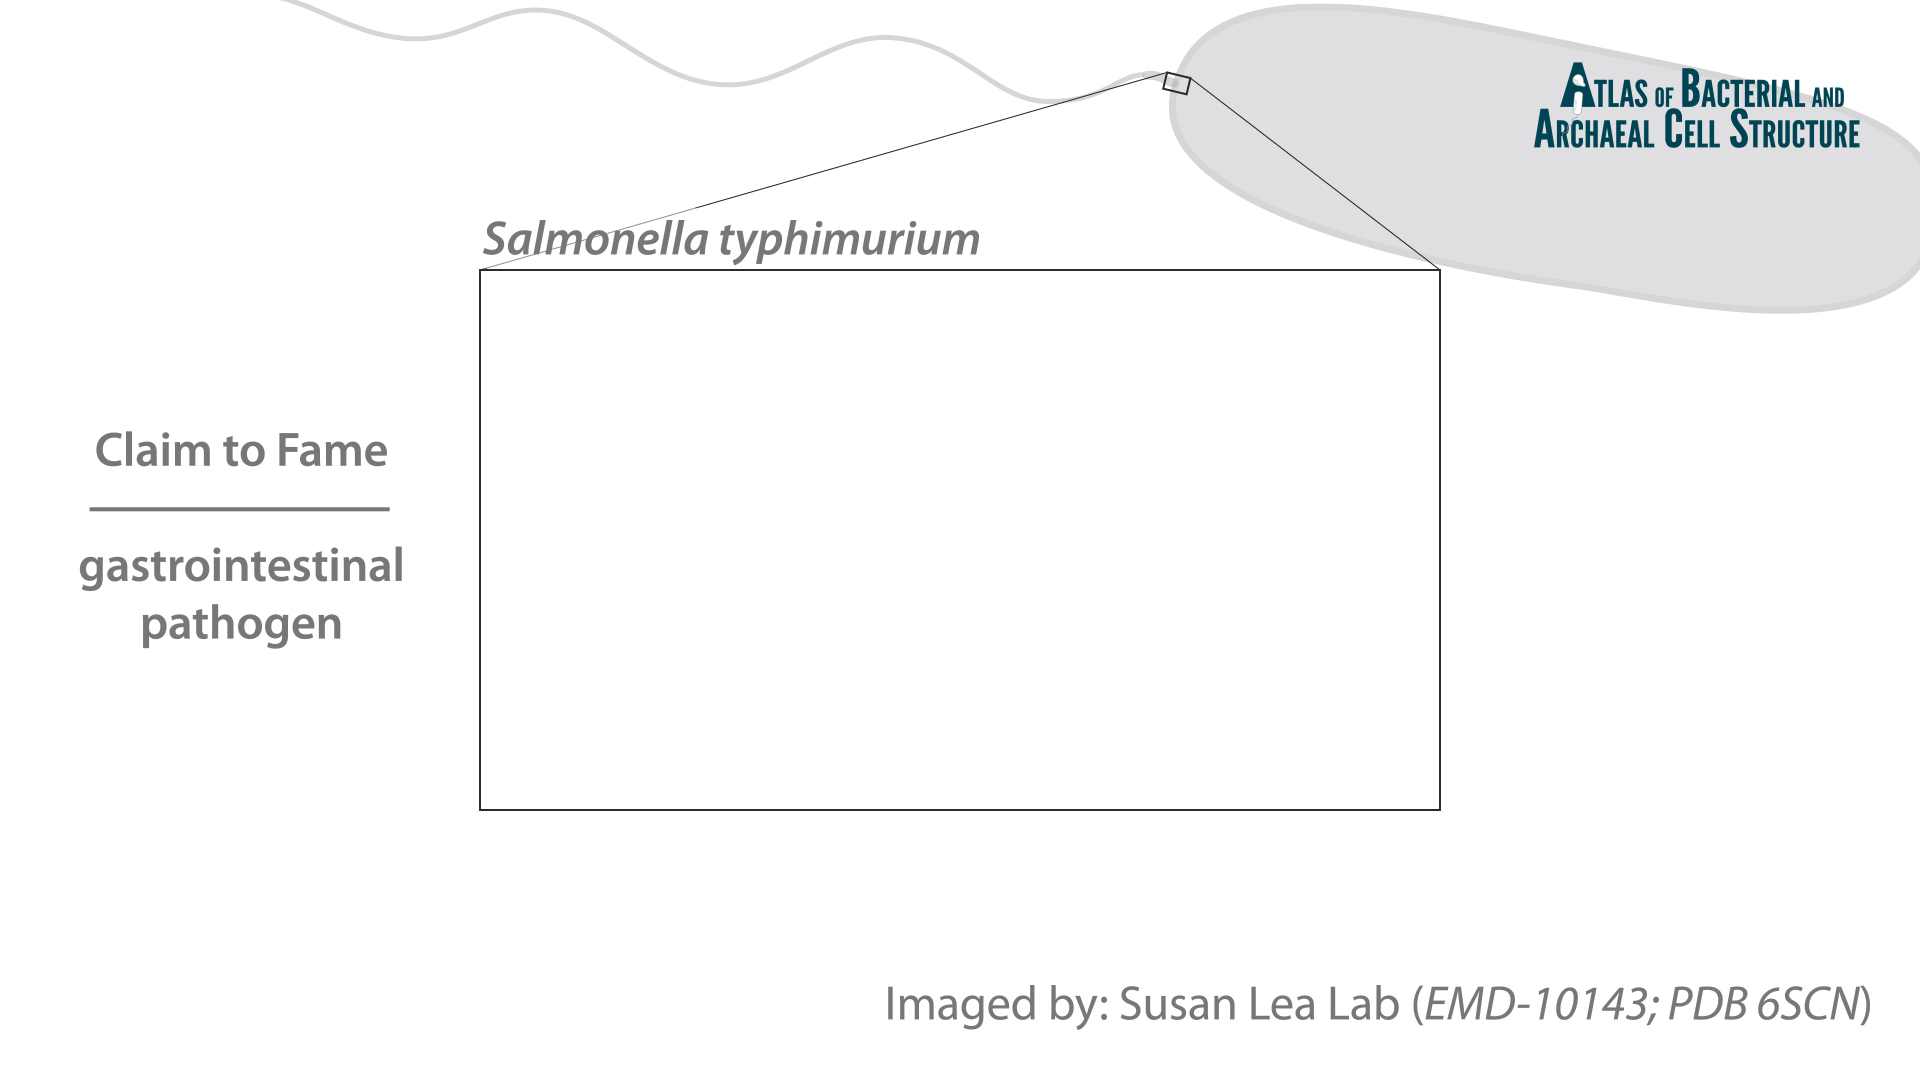 ATLAS OF BACTERIAL AND
ARCHAEAL CELL STRUCTURE
Salmonella typhimurium
Claim to Fame
gastrointestinal
pathogen
Imaged by: Susan Lea Lab (EMD-10143; PDB 6SCN)